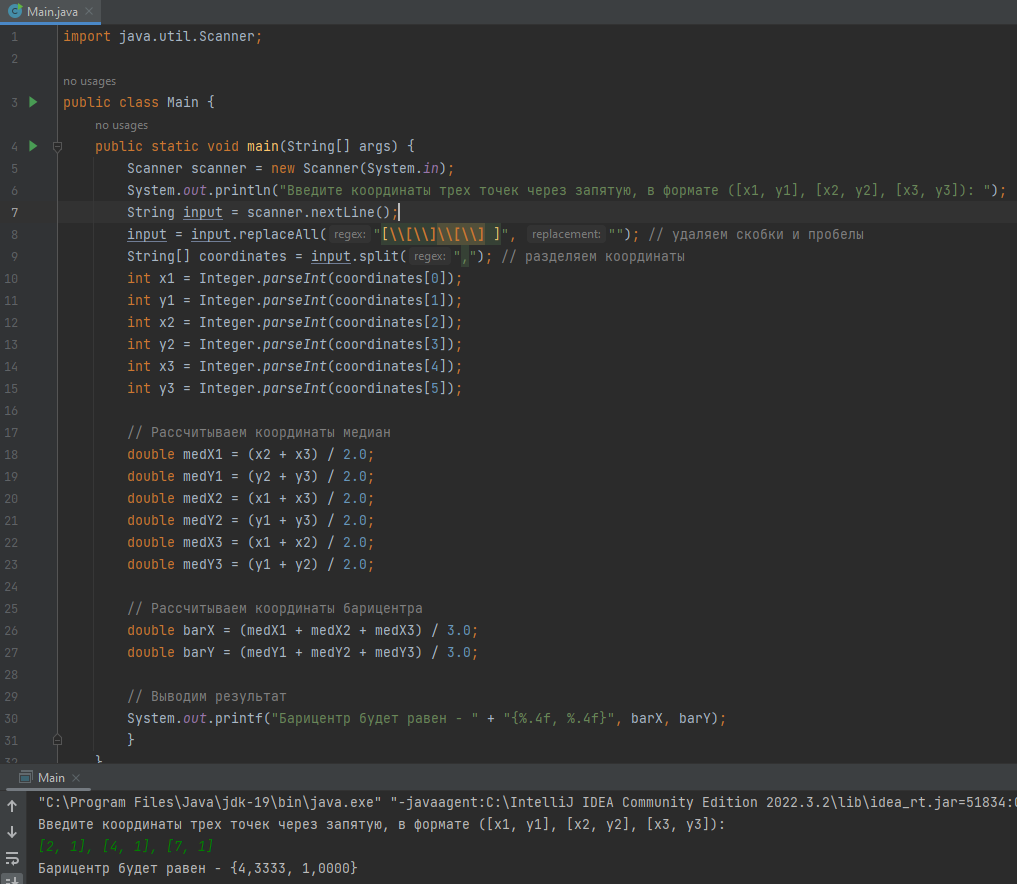 Main.java
1 import java.util.Scanner;
2
no usages
3 public class Main {
no usages
4 public static void main(String[] args) {
5 Scanner scanner = new Scanner(System.in);
6 System.out.println("Введите координаты трех точек через запятую, в формате ([x1, y1], [x2, y2], [x3, y3]): ");
7 String input = scanner.nextLine();
8 input = input.replaceAll( regex: "[\\[\\]\\[\\] ]", replacement: ""); // удаляем скобки и пробелы
9 String[] coordinates = input.split( regex: ","); // разделяем координаты
10 int x1 = Integer.parseInt(coordinates[0]);
11 int y1 = Integer.parseInt(coordinates[1]);
12 int x2 = Integer.parseInt(coordinates[2]);
13 int y2 = Integer.parseInt(coordinates[3]);
14 int x3 = Integer.parseInt(coordinates[4]);
15 int y3 = Integer.parseInt(coordinates[5]);
16
17 // Рассчитываем координаты медиан
18 double medX1 = (x2 + x3) / 2.0;
19 double medY1 = (y2 + y3) / 2.0;
20 double medX2 = (x1 + x3) / 2.0;
21 double medY2 = (y1 + y3) / 2.0;
22 double medX3 = (x1 + x2) / 2.0;
23 double medY3 = (y1 + y2) / 2.0;
24
25 // Рассчитываем координаты барицентра
26 double barX = (medX1 + medX2 + medX3) / 3.0;
27 double barY = (medY1 + medY2 + medY3) / 3.0;
28
29 // Выводим результат
30 System.out.printf("Барицентр будет равен - " + "{%.4f, %.4f}", barX, barY);
31 }
32 }
Main
"C:\Program Files\Java\jdk-19\bin\java.exe" "-javaagent:C:\IntelliJ IDEA Community Edition 2022.3.2\lib\idea_rt.jar=51834:
Введите координаты трех точек через запятую, в формате ([x1, y1], [x2, y2], [x3, y3]):
[2, 1], [4, 1], [7, 1]
Барицентр будет равен - {4,3333, 1,0000}